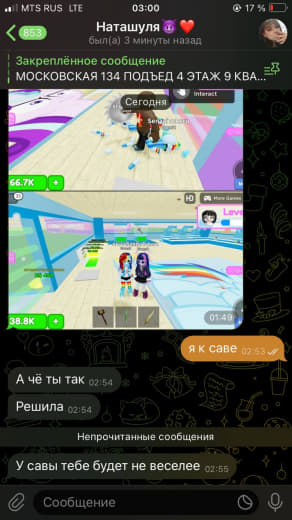 MTS RUS LTE 03:00 17 %
853
Наташуля😈❤️
был(а) 3 минуты назад
Закреплённое сообщение
МОСКОВСКАЯ 134 ПОДЪЕД 4 ЭТАЖ 9 КВА...
Сегодня
Interact
66.7K +
More Games
Leve
38.8K +
01:49
я к саве 02:53
А чё ты так 02:54
Решила 02:54
Непрочитанные сообщения
У савы тебе будет не веселее 02:55
Сообщение